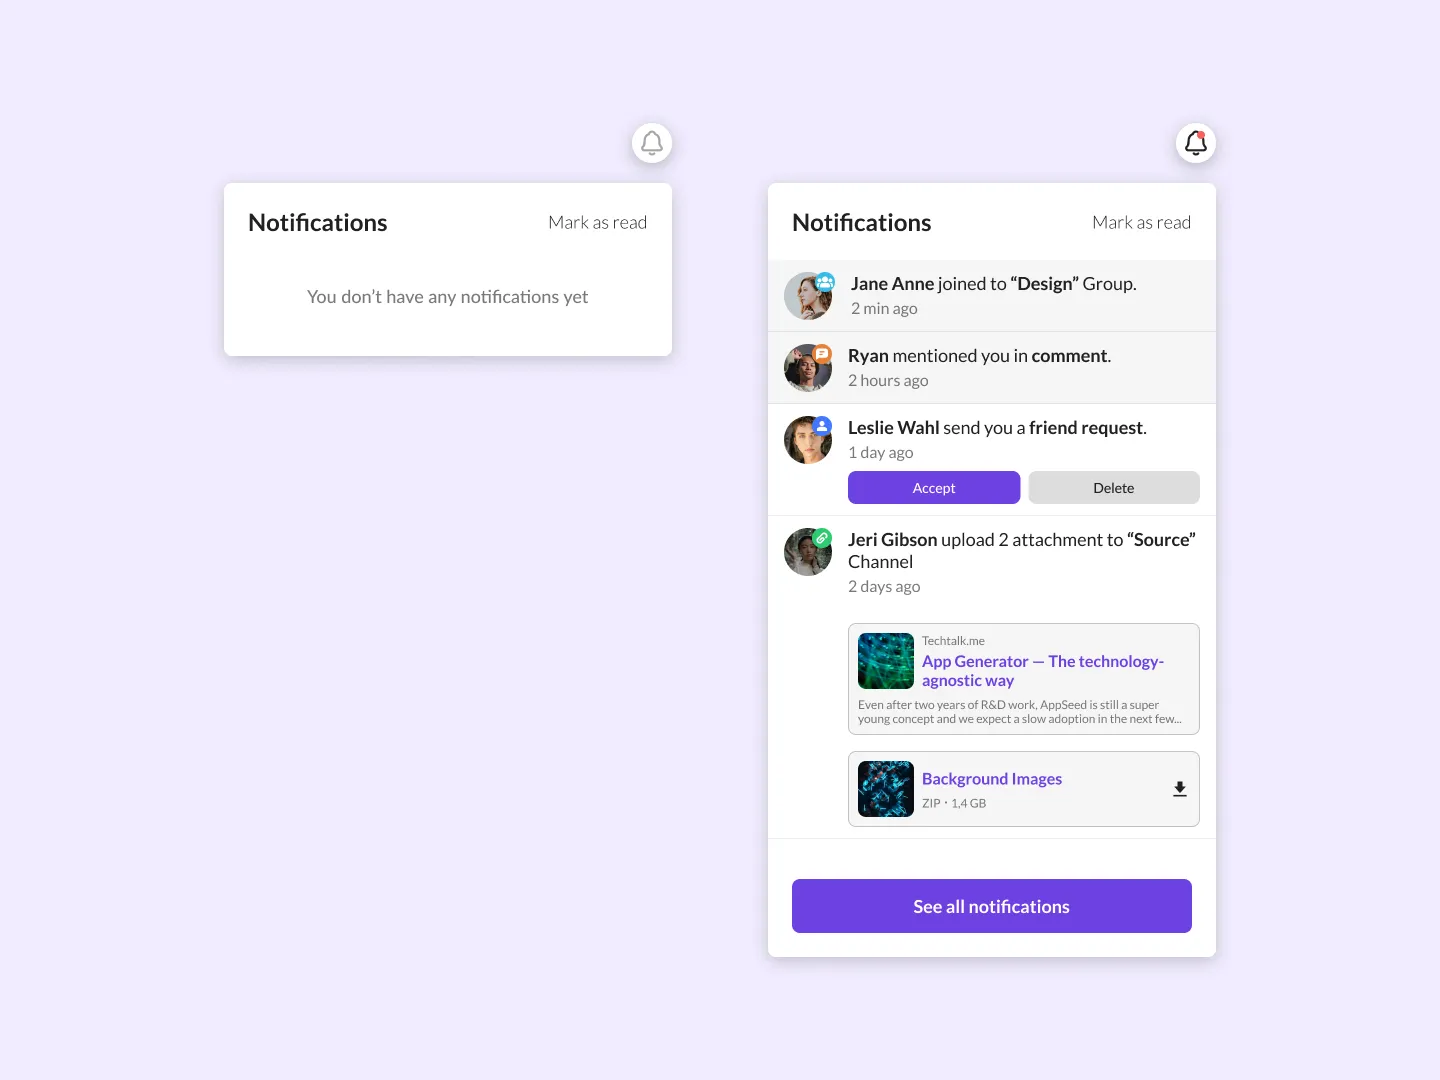 Notifications
Mark as read
You don’t have any notifications yet
Notifications
Mark as read
Jane Anne joined to “Design” Group.
2 min ago
Ryan mentioned you in comment.
2 hours ago
Leslie Wahl send you a friend request.
1 day ago
Accept
Delete
Jeri Gibson upload 2 attachment to “Source”
Channel
2 days ago
Techtalk.me
App Generator — The technology-
agnostic way
Even after two years of R&D work, AppSeed is still a super
young concept and we expect a slow adoption in the next few...
Background Images
ZIP · 1,4 GB
See all notifications